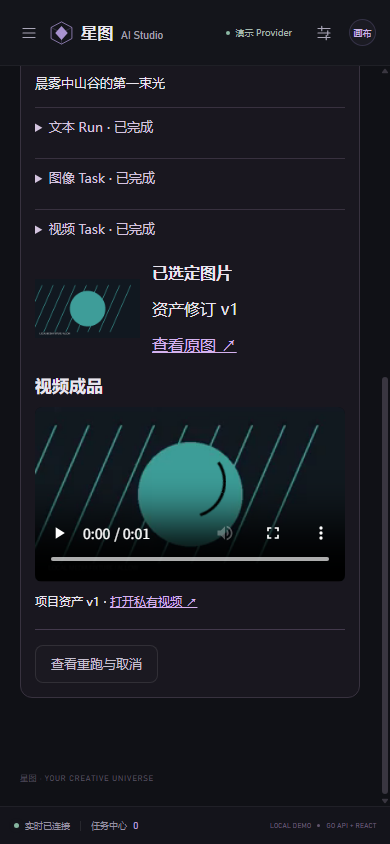 星图 AI Studio
演示 Provider
画布
晨雾中山谷的第一束光
▶ 文本 Run · 已完成
▶ 图像 Task · 已完成
▶ 视频 Task · 已完成
已选定图片
资产修订 v1
查看原图 ↗
视频成品
0:00 / 0:01
项目资产 v1 · 打开私有视频 ↗
查看重跑与取消
星图 · YOUR CREATIVE UNIVERSE
实时已连接
任务中心 0
LOCAL DEMO • GO API + REACT